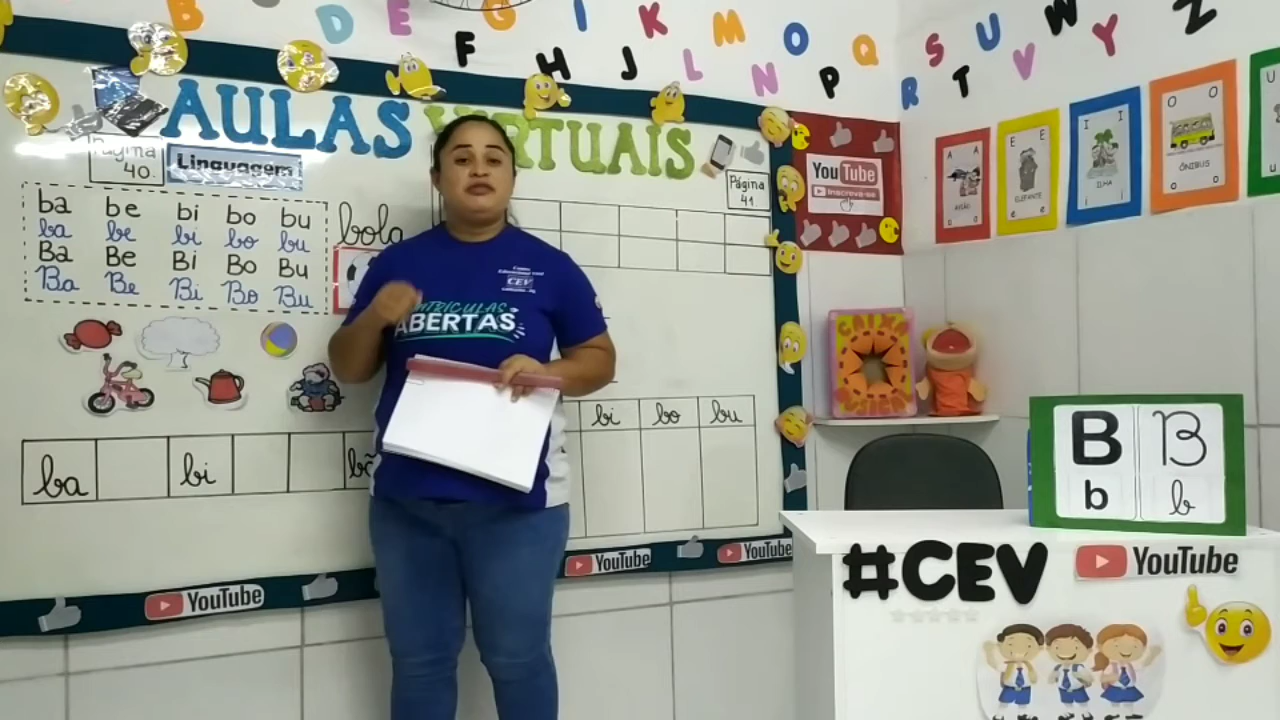 B D E G I K M O Q S U W Y Z
F H J L N P R T V
AULAS VIRTUAIS
Página
40.
Linguagem
Página
41
ba be bi bo bu
ba be bi bo bu
Ba Be Bi Bo Bu
Ba Be Bi Bo Bu
bola
ba bi
bi bo bu
CEV
MATRÍCULAS
ABERTAS
YouTube
Inscreva-se
A A
AVIÃO
a a
E E
ELEFANTE
e e
I I
ILHA
i i
O O
ÔNIBUS
o o
U
u
B B
b b
#CEV
YouTube
YouTube
YouTube
YouTube